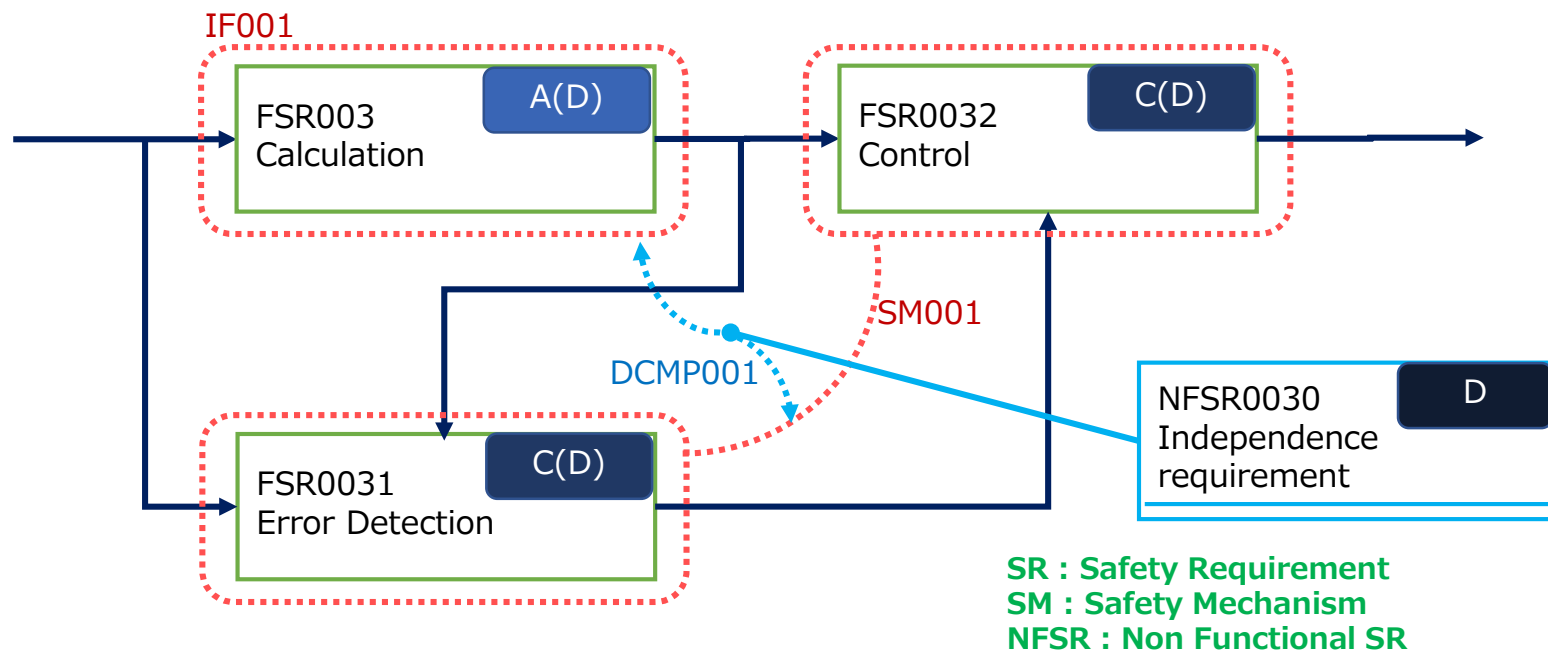 IF001
FSR003
Calculation
A(D)
FSR0032
Control
C(D)
SM001
DCMP001
FSR0031
Error Detection
C(D)
NFSR0030
Independence
requirement
D
SR : Safety Requirement
SM : Safety Mechanism
NFSR : Non Functional SR